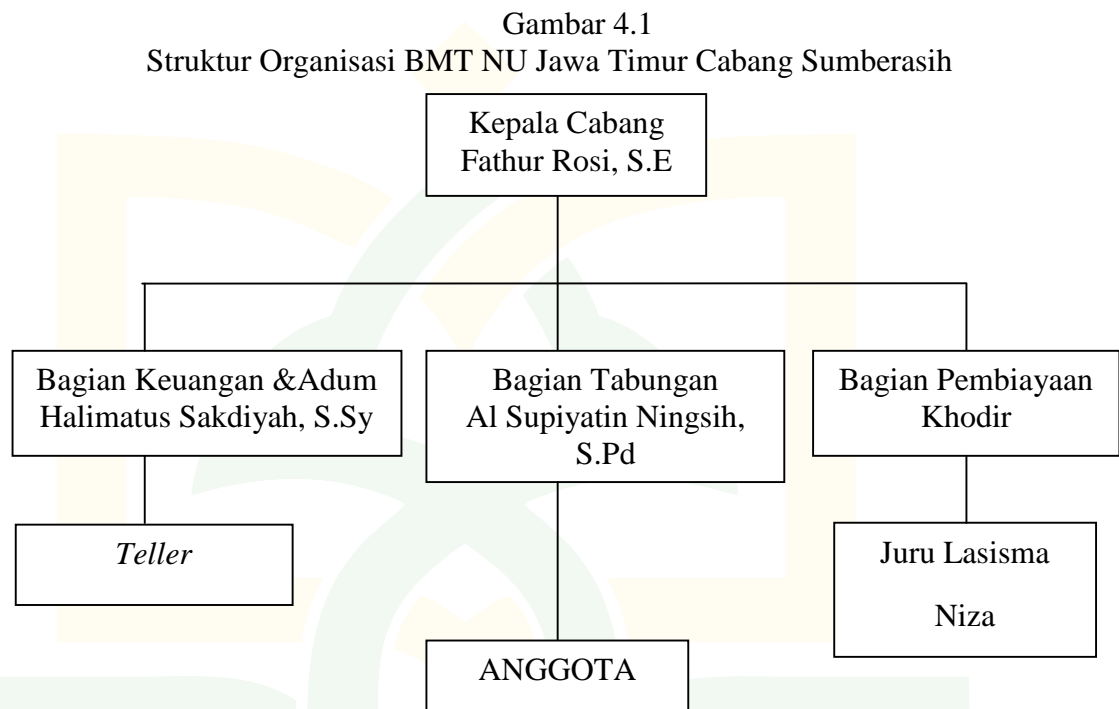 Gambar 4.1
Struktur Organisasi BMT NU Jawa Timur Cabang Sumberasih
Kepala Cabang
Fathur Rosi, S.E
Bagian Keuangan &Adum
Halimatus Sakdiyah, S.Sy
Bagian Tabungan
Al Supiyatin Ningsih,
S.Pd
Bagian Pembiayaan
Khodir
Teller
Juru Lasisma
Niza
ANGGOTA